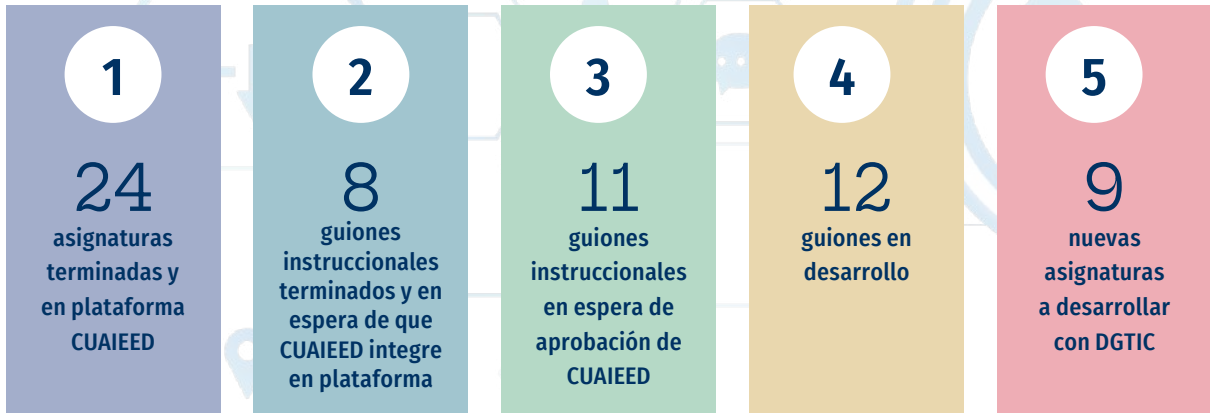 1
24
asignaturas
terminadas y
en plataforma
CUAIEED
2
8
guiones
instruccionales
terminados y en
espera de que
CUAIEED integre
en plataforma
3
11
guiones
instruccionales
en espera de
aprobación de
CUAIEED
4
12
guiones en
desarrollo
5
9
nuevas
asignaturas
a desarrollar
con DGTIC